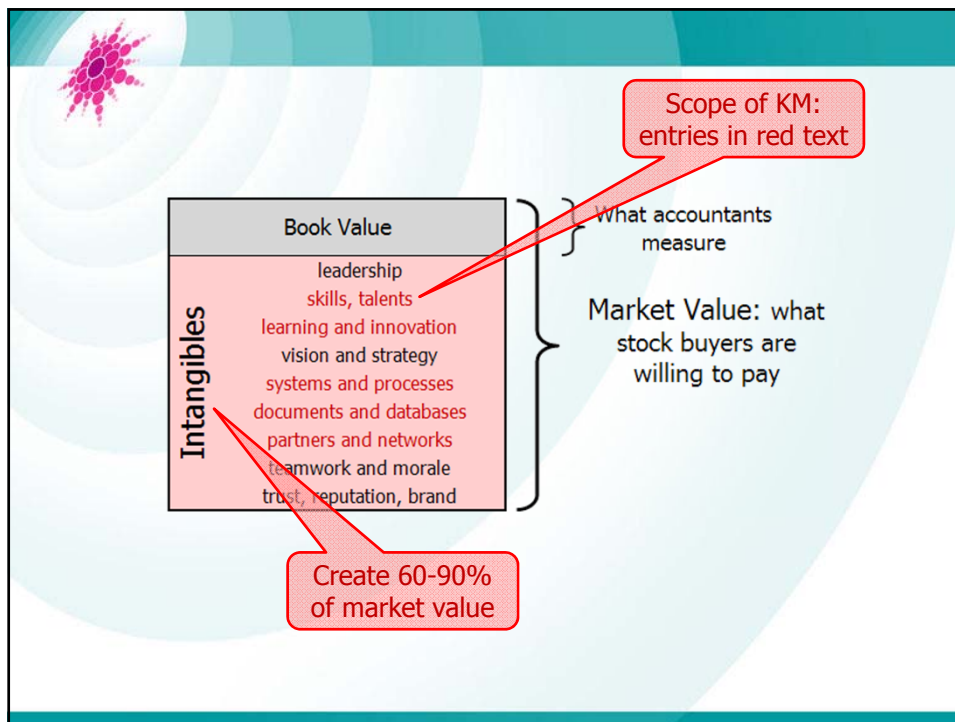 Scope of KM:
entries in red text
Book Value
What accountants
measure
Intangibles
leadership
skills, talents
learning and innovation
vision and strategy
systems and processes
documents and databases
partners and networks
teamwork and morale
trust, reputation, brand
Market Value: what
stock buyers are
willing to pay
Create 60-90%
of market value